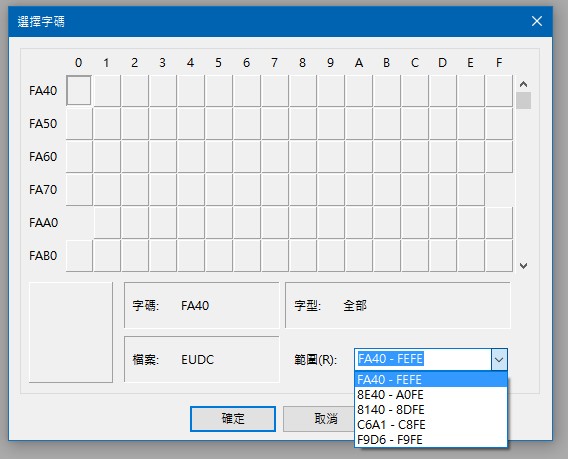 選擇字碼
0 1 2 3 4 5 6 7 8 9 A B C D E F
FA40
FA50
FA60
FA70
FAA0
FAB0
字碼: FA40 字型: 全部
檔案: EUDC 範圍(R): FA40 - FEFE
FA40 - FEFE
8E40 - A0FE
8140 - 8DFE
C6A1 - C8FE
F9D6 - F9FE
確定 取消